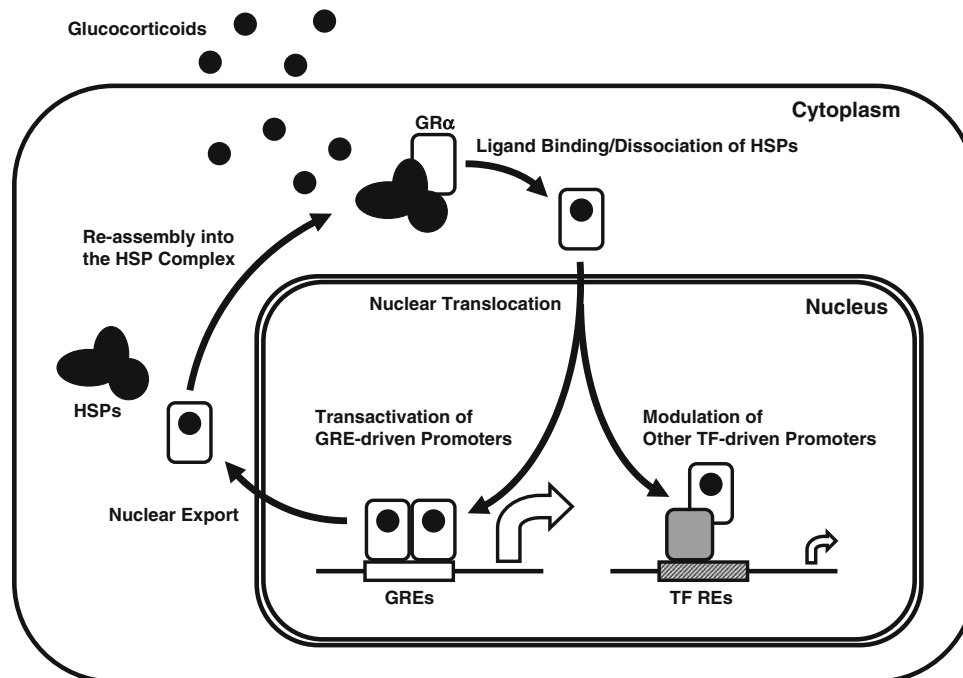 Glucocorticoids
Cytoplasm
GRα
Ligand Binding/Dissociation of HSPs
Re-assembly into
the HSP Complex
Nuclear Translocation
Nucleus
HSPs
Transactivation of
GRE-driven Promoters
Modulation of
Other TF-driven Promoters
Nuclear Export
GREs
TF REs